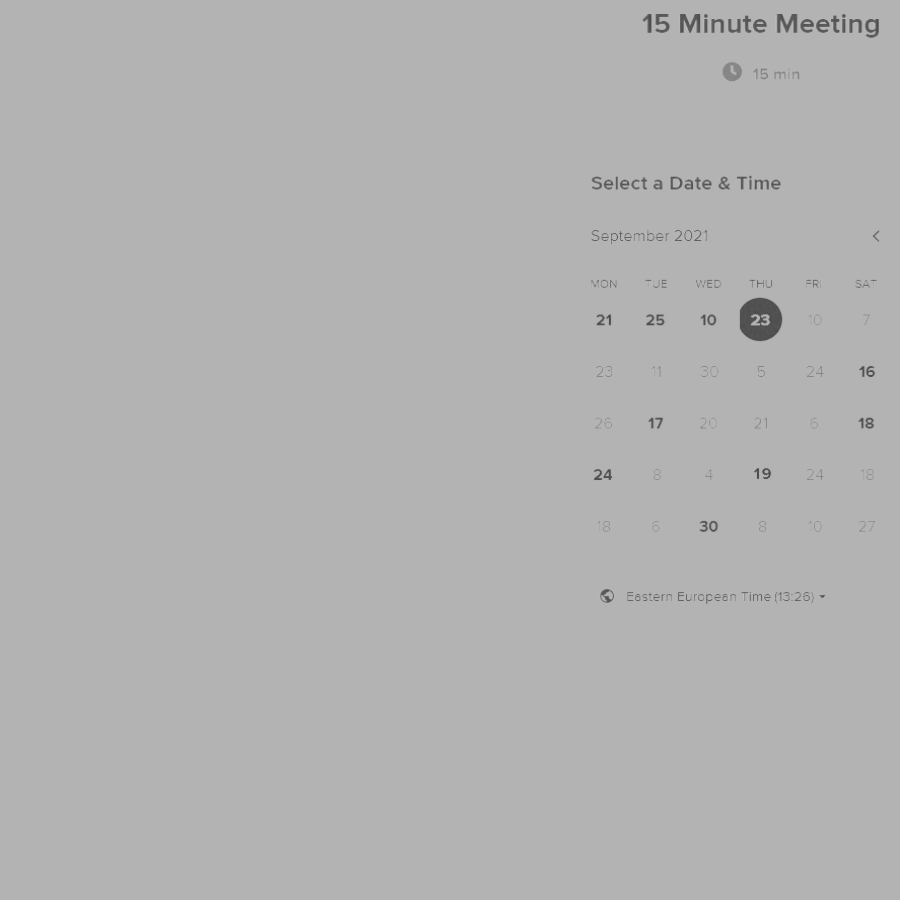 15 Minute Meeting
15 min
Select a Date & Time
September 2021
MON TUE WED THU FRI SAT
21 25 10 23 10 7
23 11 30 5 24 16
26 17 20 21 6 18
24 8 4 19 24 18
18 6 30 8 10 27
Eastern European Time (13:26)